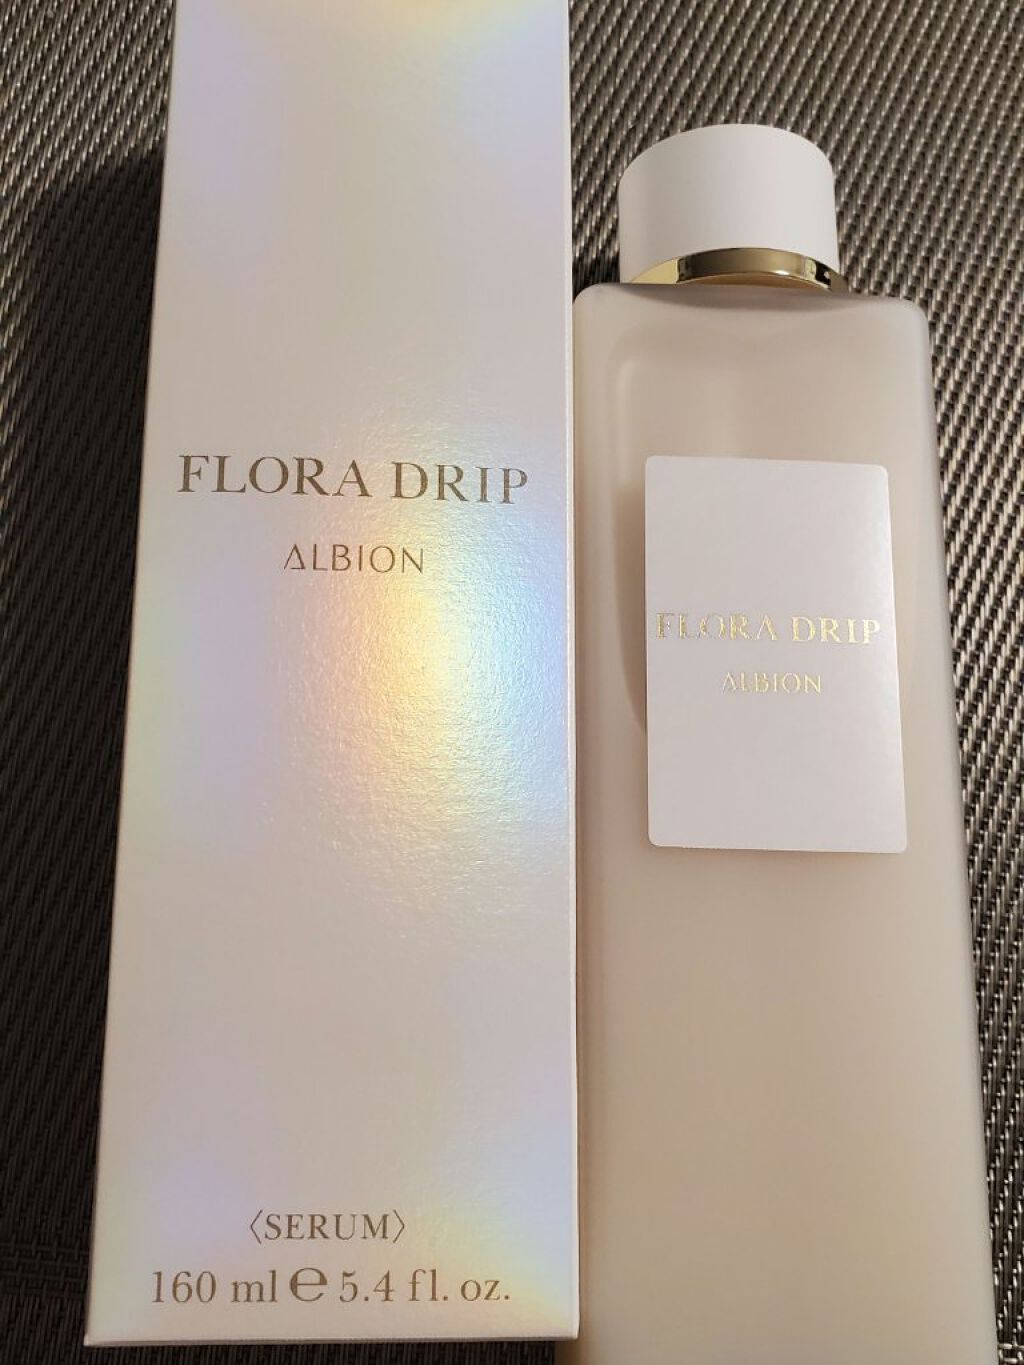 FLORA DRIP
ALBION
〈SERUM〉
160 ml ℮ 5.4 fl. oz.
FLORA DRIP
ALBION